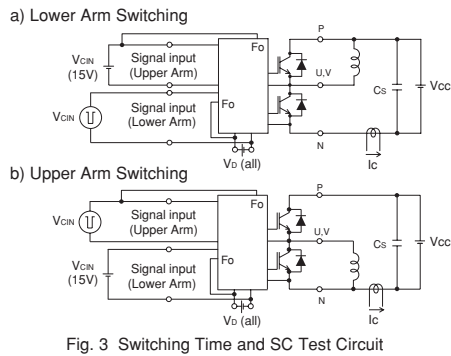 a) Lower Arm Switching
P
Fo
VCIN
(15V)
Signal input
(Upper Arm)
U,V
CS
VCC
Fo
VCIN
Signal input
(Lower Arm)
N
IC
VD (all)
b) Upper Arm Switching
P
Fo
VCIN
Signal input
(Upper Arm)
U,V
CS
VCC
Fo
VCIN
(15V)
Signal input
(Lower Arm)
N
IC
VD (all)
Fig. 3 Switching Time and SC Test Circuit